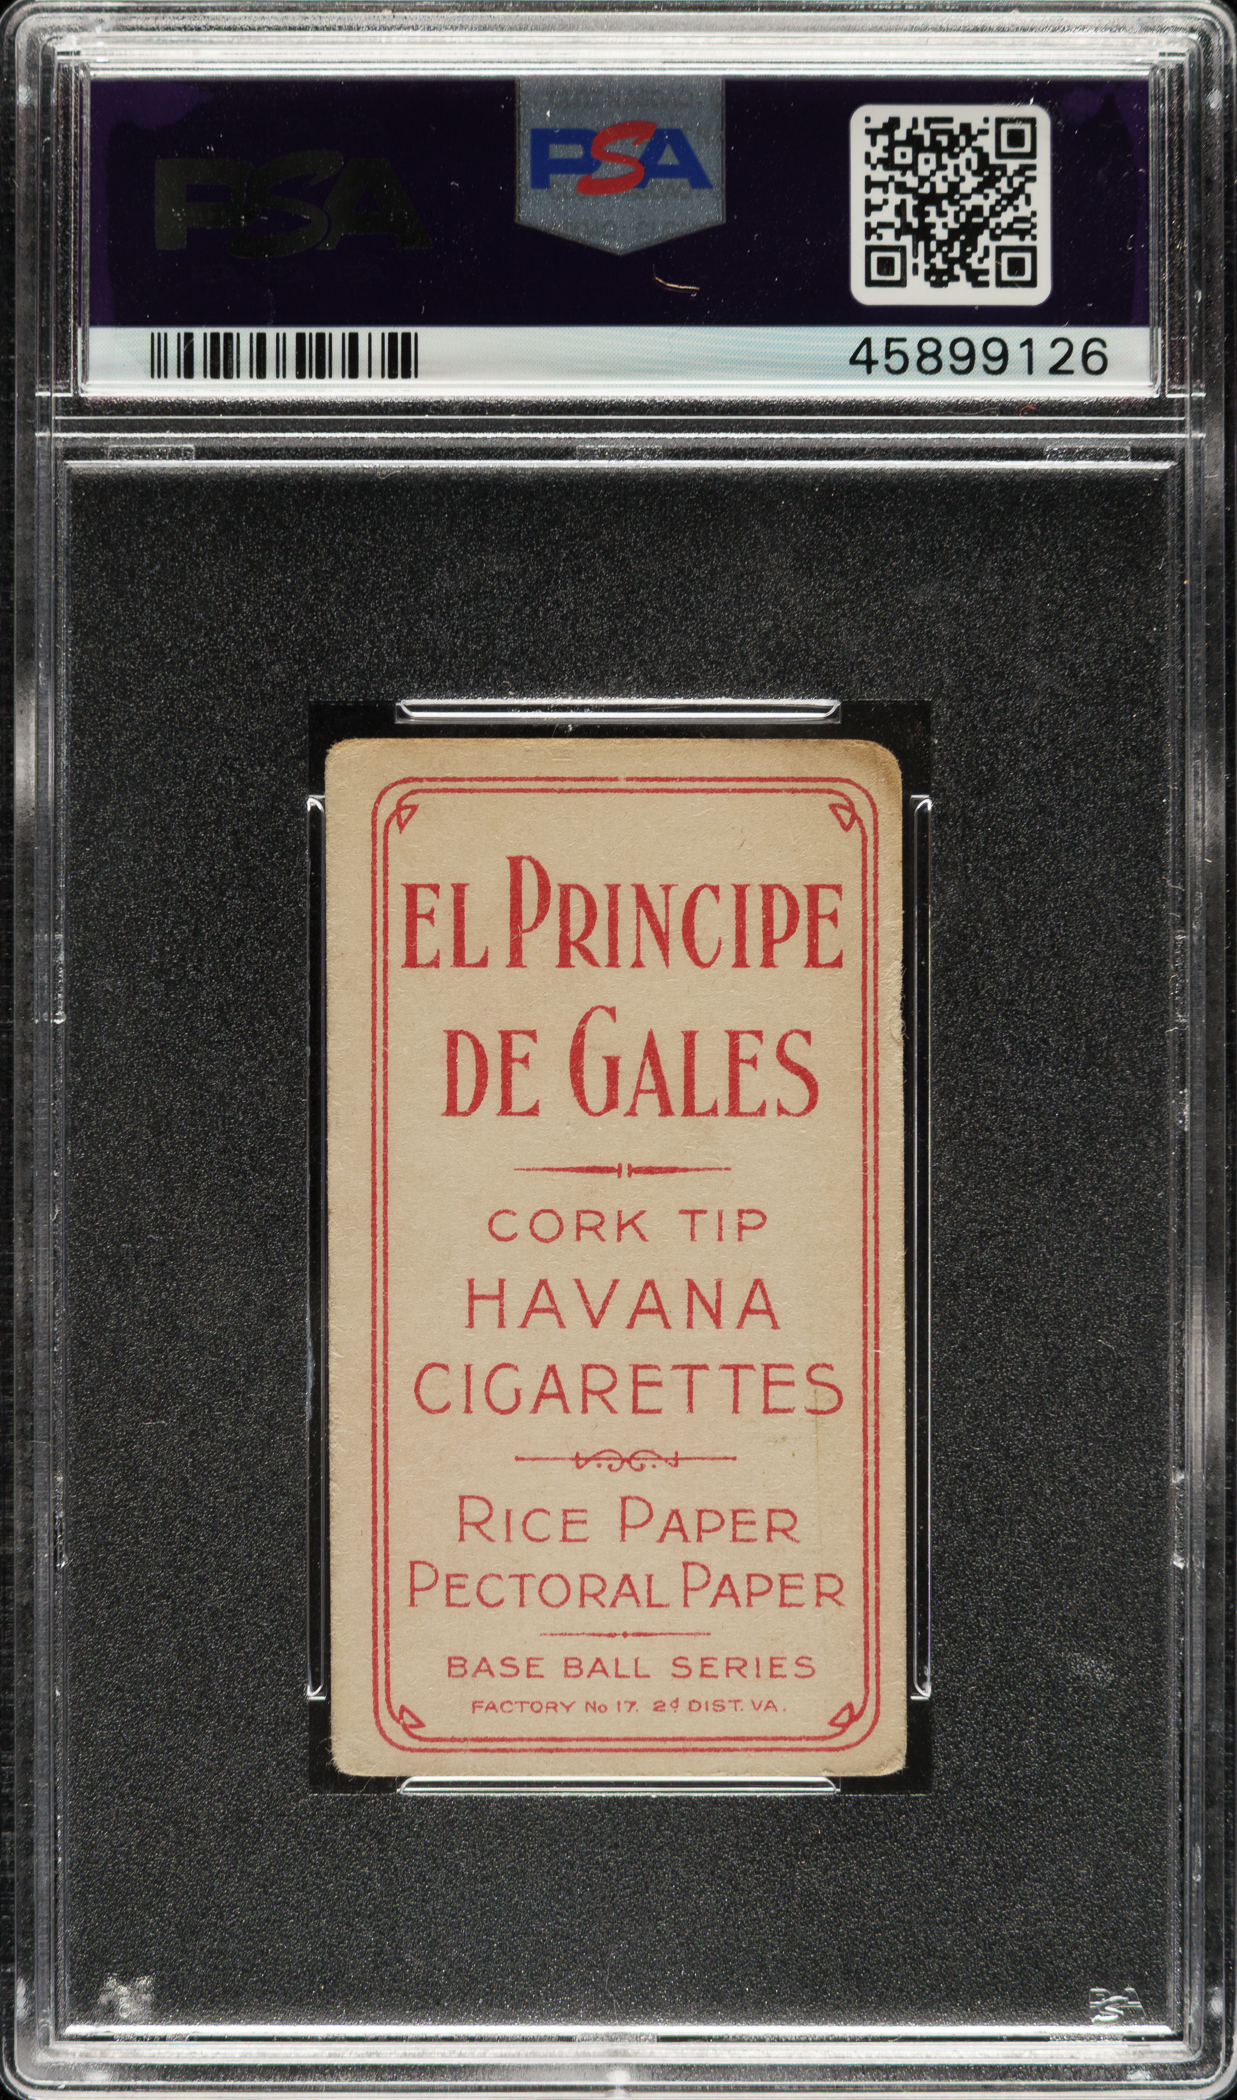 PSA
PSA
45899126
EL PRINCIPE
DE GALES
CORK TIP
HAVANA
CIGARETTES
RICE PAPER
PECTORAL PAPER
BASE BALL SERIES
FACTORY No 17. 2d DIST. VA.
PSA